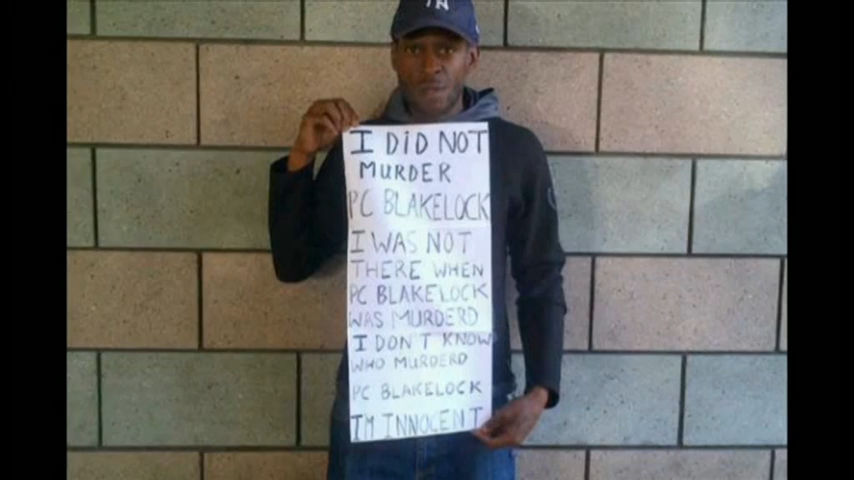 NY
I DiD NOT
MURDER
PC BLAKELOCK
I WAS NOT
THERE WHEN
PC BLAKELOCK
WAS MURDERD
I DON'T KNOW
WHO MURDERD
PC BLAKELOCK
I'M INNOCENT